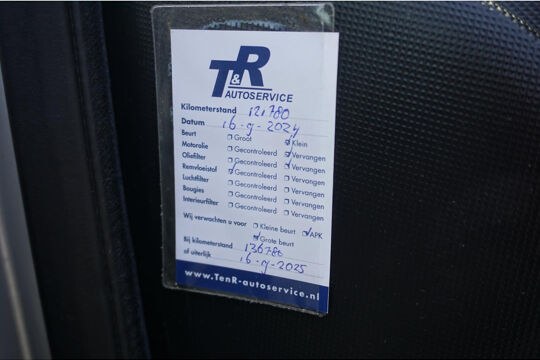 T&R
AUTOSERVICE
Kilometerstand 121780
Datum 16-9-2024
Beurt Groot Klein
Motorolie Gecontroleerd Vervangen
Oliefilter Gecontroleerd Vervangen
Remvloeistof Gecontroleerd Vervangen
Luchtfilter Gecontroleerd Vervangen
Bougies Gecontroleerd Vervangen
Interieurfilter Gecontroleerd Vervangen
Wij verwachten u voor Kleine beurt APK
Grote beurt
Bij kilometerstand 136780
of uiterlijk 16-9-2025
www.TenR-autoservice.nl